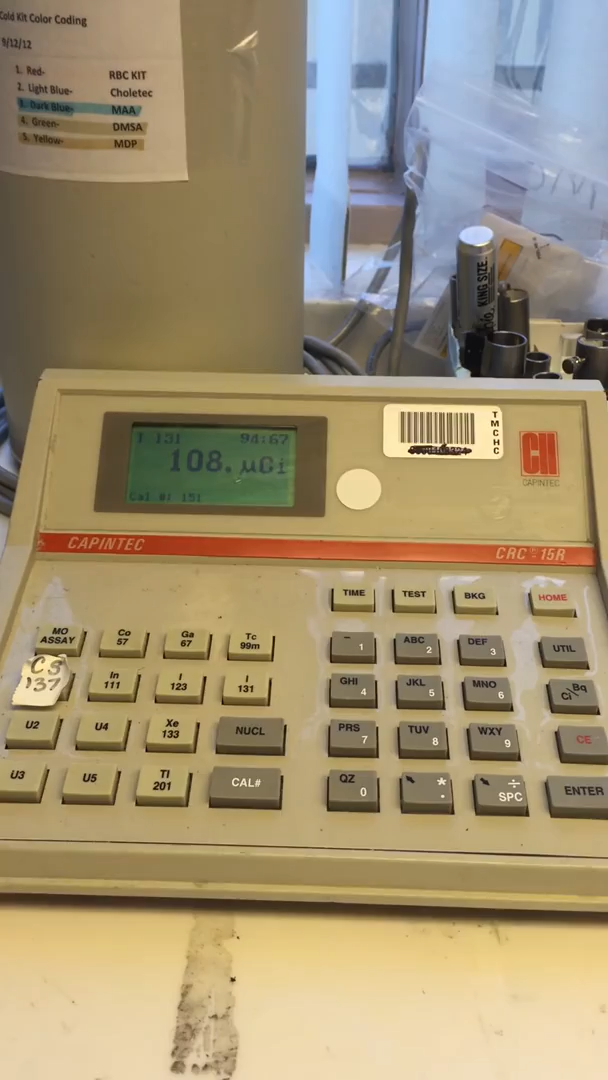 Cold Kit Color Coding
9/12/12
1. Red- RBC KIT
2. Light Blue- Choletec
3. Dark Blue- MAA
4. Green- DMSA
5. Yellow- MDP
KING SIZE
I 131
108. μCi
Cal #: 151
TMCHC
CAPINTEC
CAPINTEC CRC®-15R
TIME TEST BKG HOME
MO ASSAY Co 57 Ga 67 Tc 99m - 1 ABC 2 DEF 3 UTIL
CS 137 In 111 I 123 I 131 GHI 4 JKL 5 MNO 6 Ci/Bq
U2 U4 Xe 133 NUCL PRS 7 TUV 8 WXY 9 CE
U3 U5 Tl 201 CAL# QZ 0 * . ÷ SPC ENTER